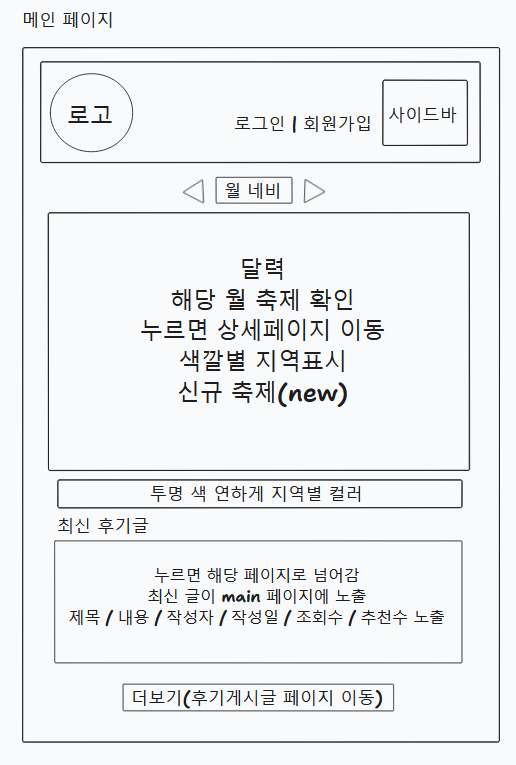 메인 페이지
로고
로그인 | 회원가입
사이드바
월 네비
달력
해당 월 축제 확인
누르면 상세페이지 이동
색깔별 지역표시
신규 축제(new)
투명 색 연하게 지역별 컬러
최신 후기글
누르면 해당 페이지로 넘어감
최신 글이 main 페이지에 노출
제목 / 내용 / 작성자 / 작성일 / 조회수 / 추천수 노출
더보기(후기게시글 페이지 이동)